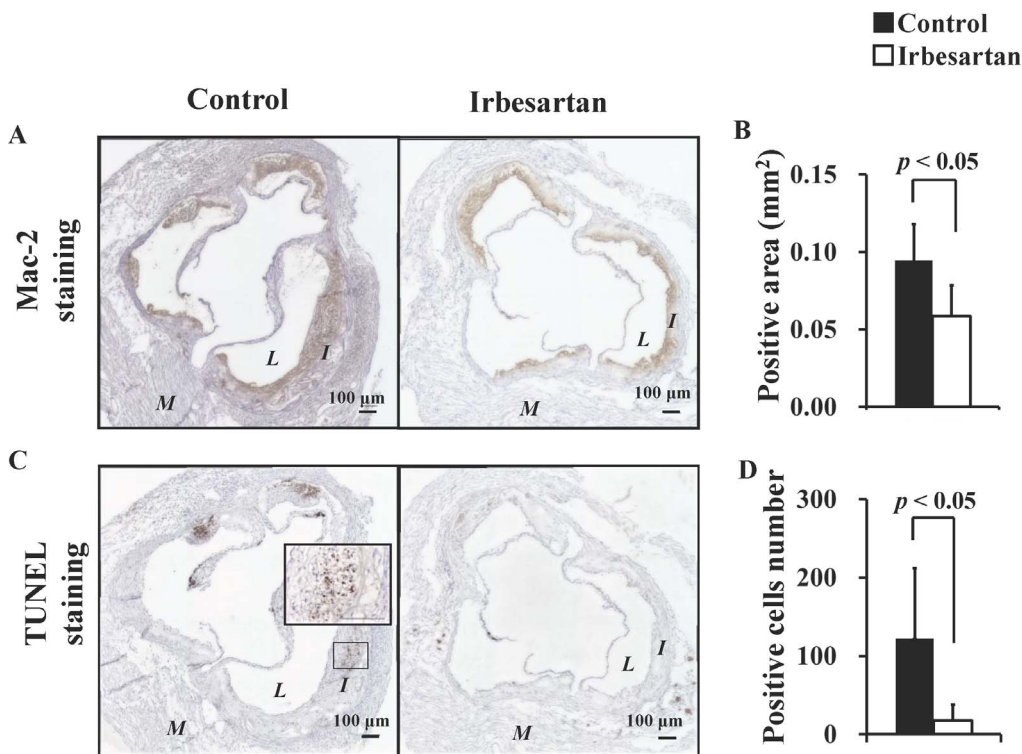 Control
Irbesartan
Control
Irbesartan
A
Mac-2
staining
L
I
M
100 µm
L
I
M
100 µm
B
Positive area (mm²)
p < 0.05
0.15
0.10
0.05
0.00
C
TUNEL
staining
L
I
M
100 µm
L
I
M
100 µm
D
Positive cells number
p < 0.05
300
200
100
0